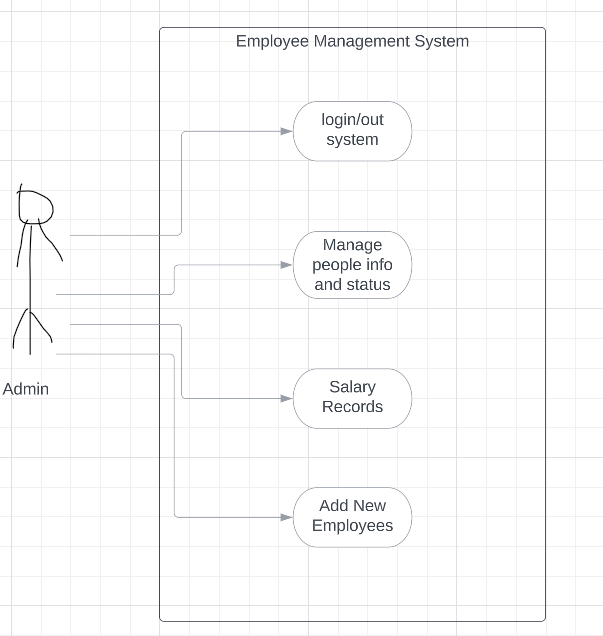 Employee Management System
login/out
system
Manage
people info
and status
Admin
Salary
Records
Add New
Employees